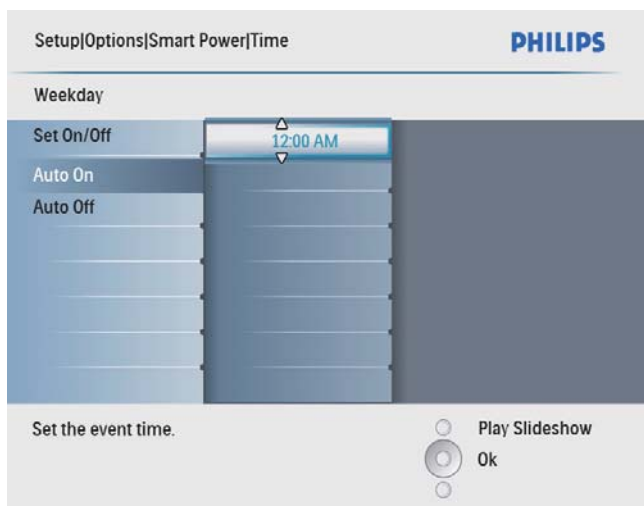 Setup|Options|Smart Power|Time
PHILIPS
Weekday
Set On/Off
12:00 AM
Auto On
Auto Off
Set the event time.
Play Slideshow
Ok